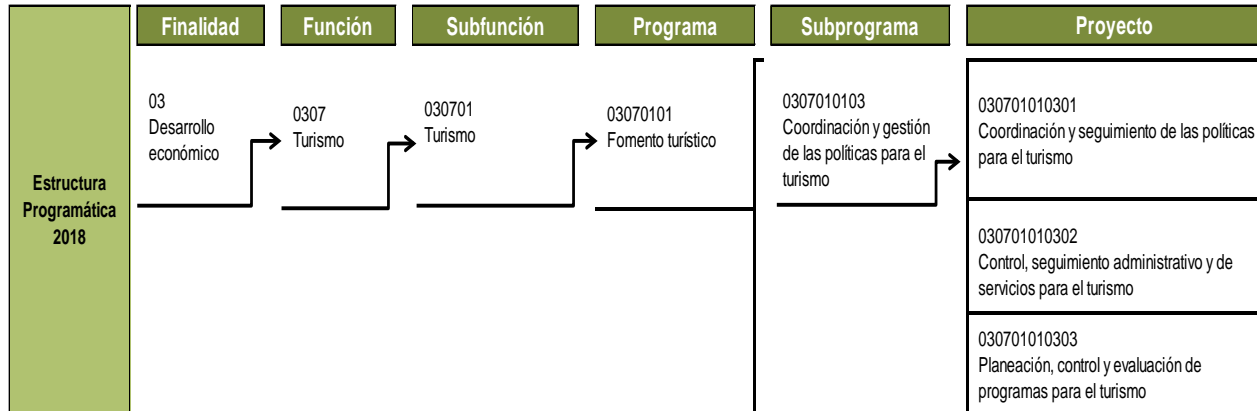 Finalidad
Función
Subfunción
Programa
Subprograma
Proyecto
Estructura
Programática
2018
03
Desarrollo
económico
0307
Turismo
030701
Turismo
03070101
Fomento turístico
0307010103
Coordinación y gestión
de las políticas para el
turismo
030701010301
Coordinación y seguimiento de las políticas
para el turismo
030701010302
Control, seguimiento administrativo y de
servicios para el turismo
030701010303
Planeación, control y evaluación de
programas para el turismo